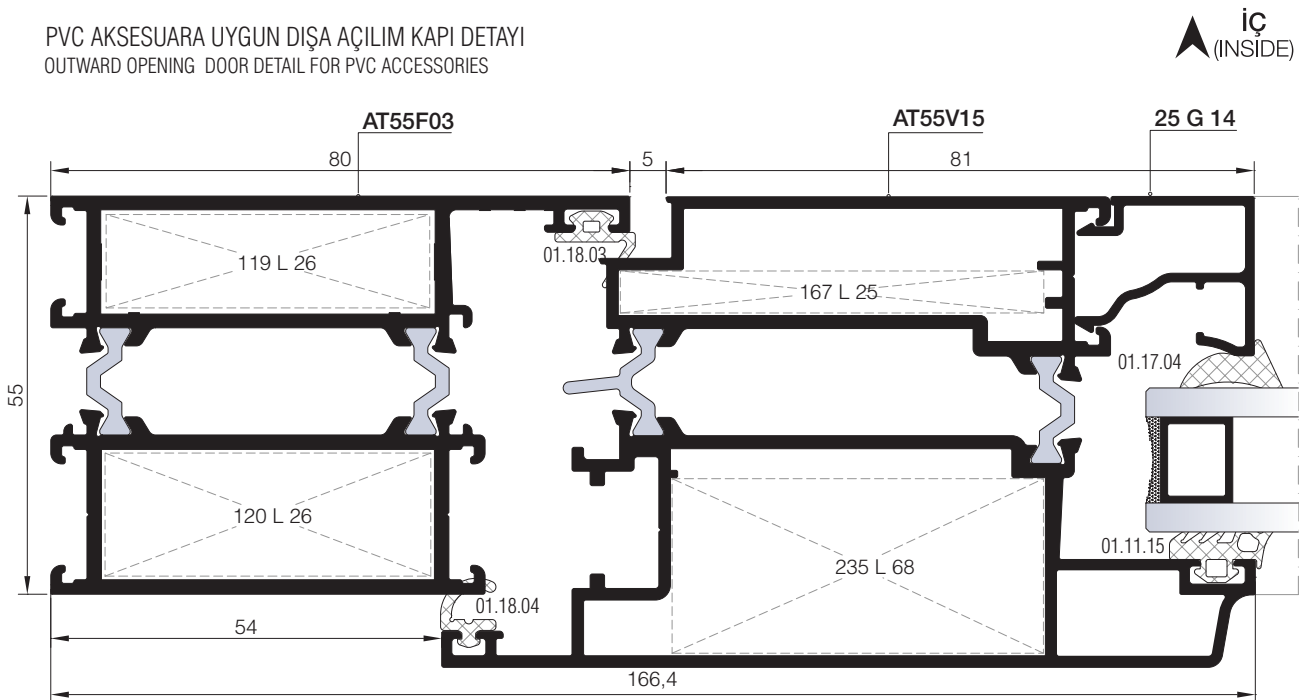 PVC AKSESUARA UYGUN DIŞA AÇILIM KAPI DETAYI
OUTWARD OPENING DOOR DETAIL FOR PVC ACCESSORIES
İÇ
(INSIDE)
AT55F03
AT55V15
25 G 14
80
5
81
01.18.03
119 L 26
167 L 25
01.17.04
55
120 L 26
01.11.15
235 L 68
01.18.04
54
166,4